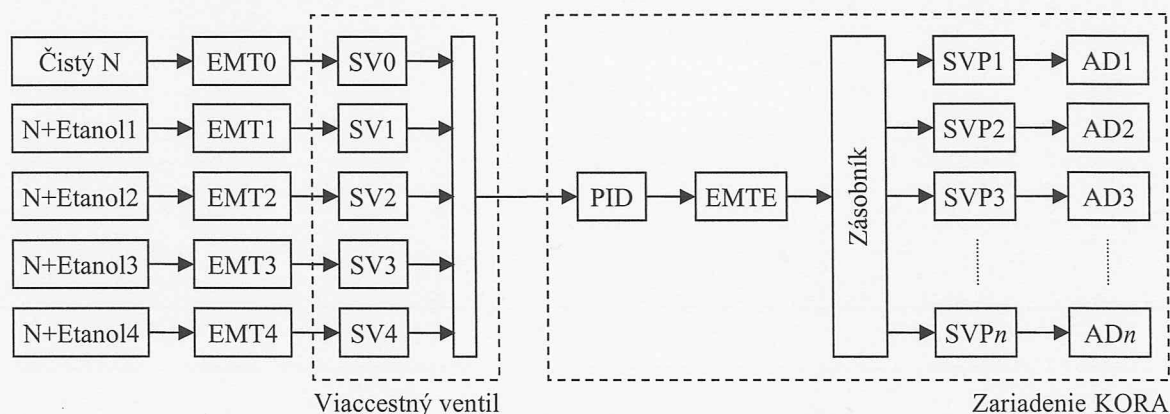 Čistý N EMT0 SV0 SVP1 AD1
N+Etanol1 EMT1 SV1 SVP2 AD2
N+Etanol2 EMT2 SV2 PID EMTE Zásobník SVP3 AD3
N+Etanol3 EMT3 SV3
N+Etanol4 EMT4 SV4 SVPn ADn
Viaccestný ventil Zariadenie KORA